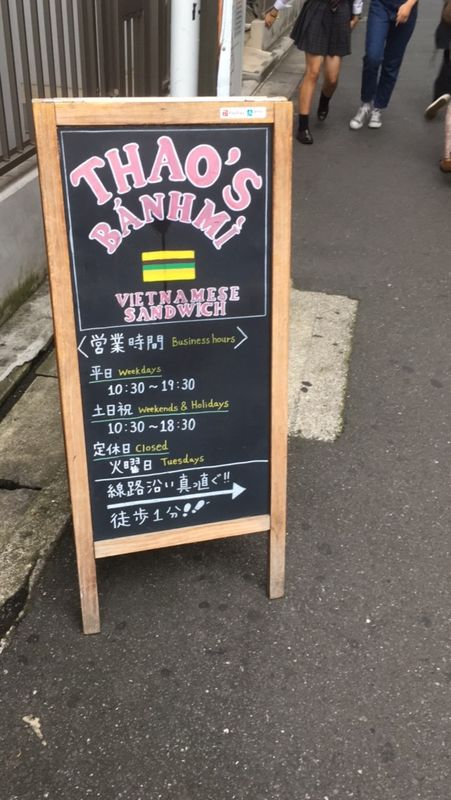 THAO'S
BÁNHMÌ
VIETNAMESE
SANDWICH
〈営業時間 Business hours〉
平日 Weekdays
10:30～19:30
土日祝 Weekends & Holidays
10:30～18:30
定休日 Closed
火曜日 Tuesdays
線路沿い真っ直ぐ!!
徒歩1分